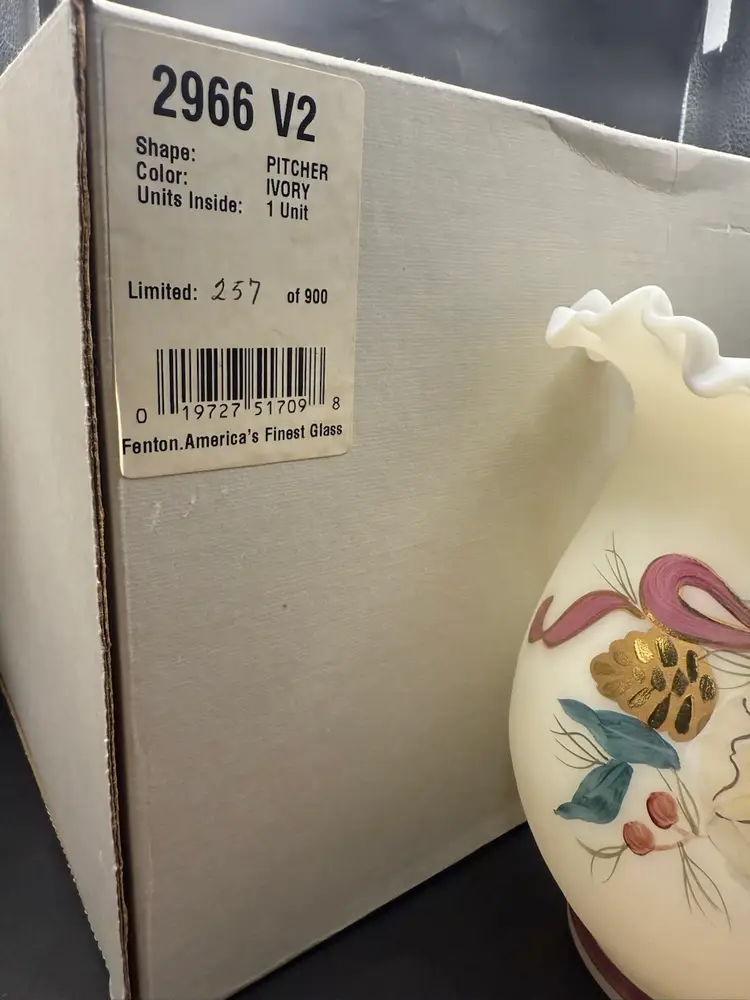 2966 V2
Shape: PITCHER
Color: IVORY
Units Inside: 1 Unit
Limited: 257 of 900
0 19727 51709 8
Fenton.America's Finest Glass